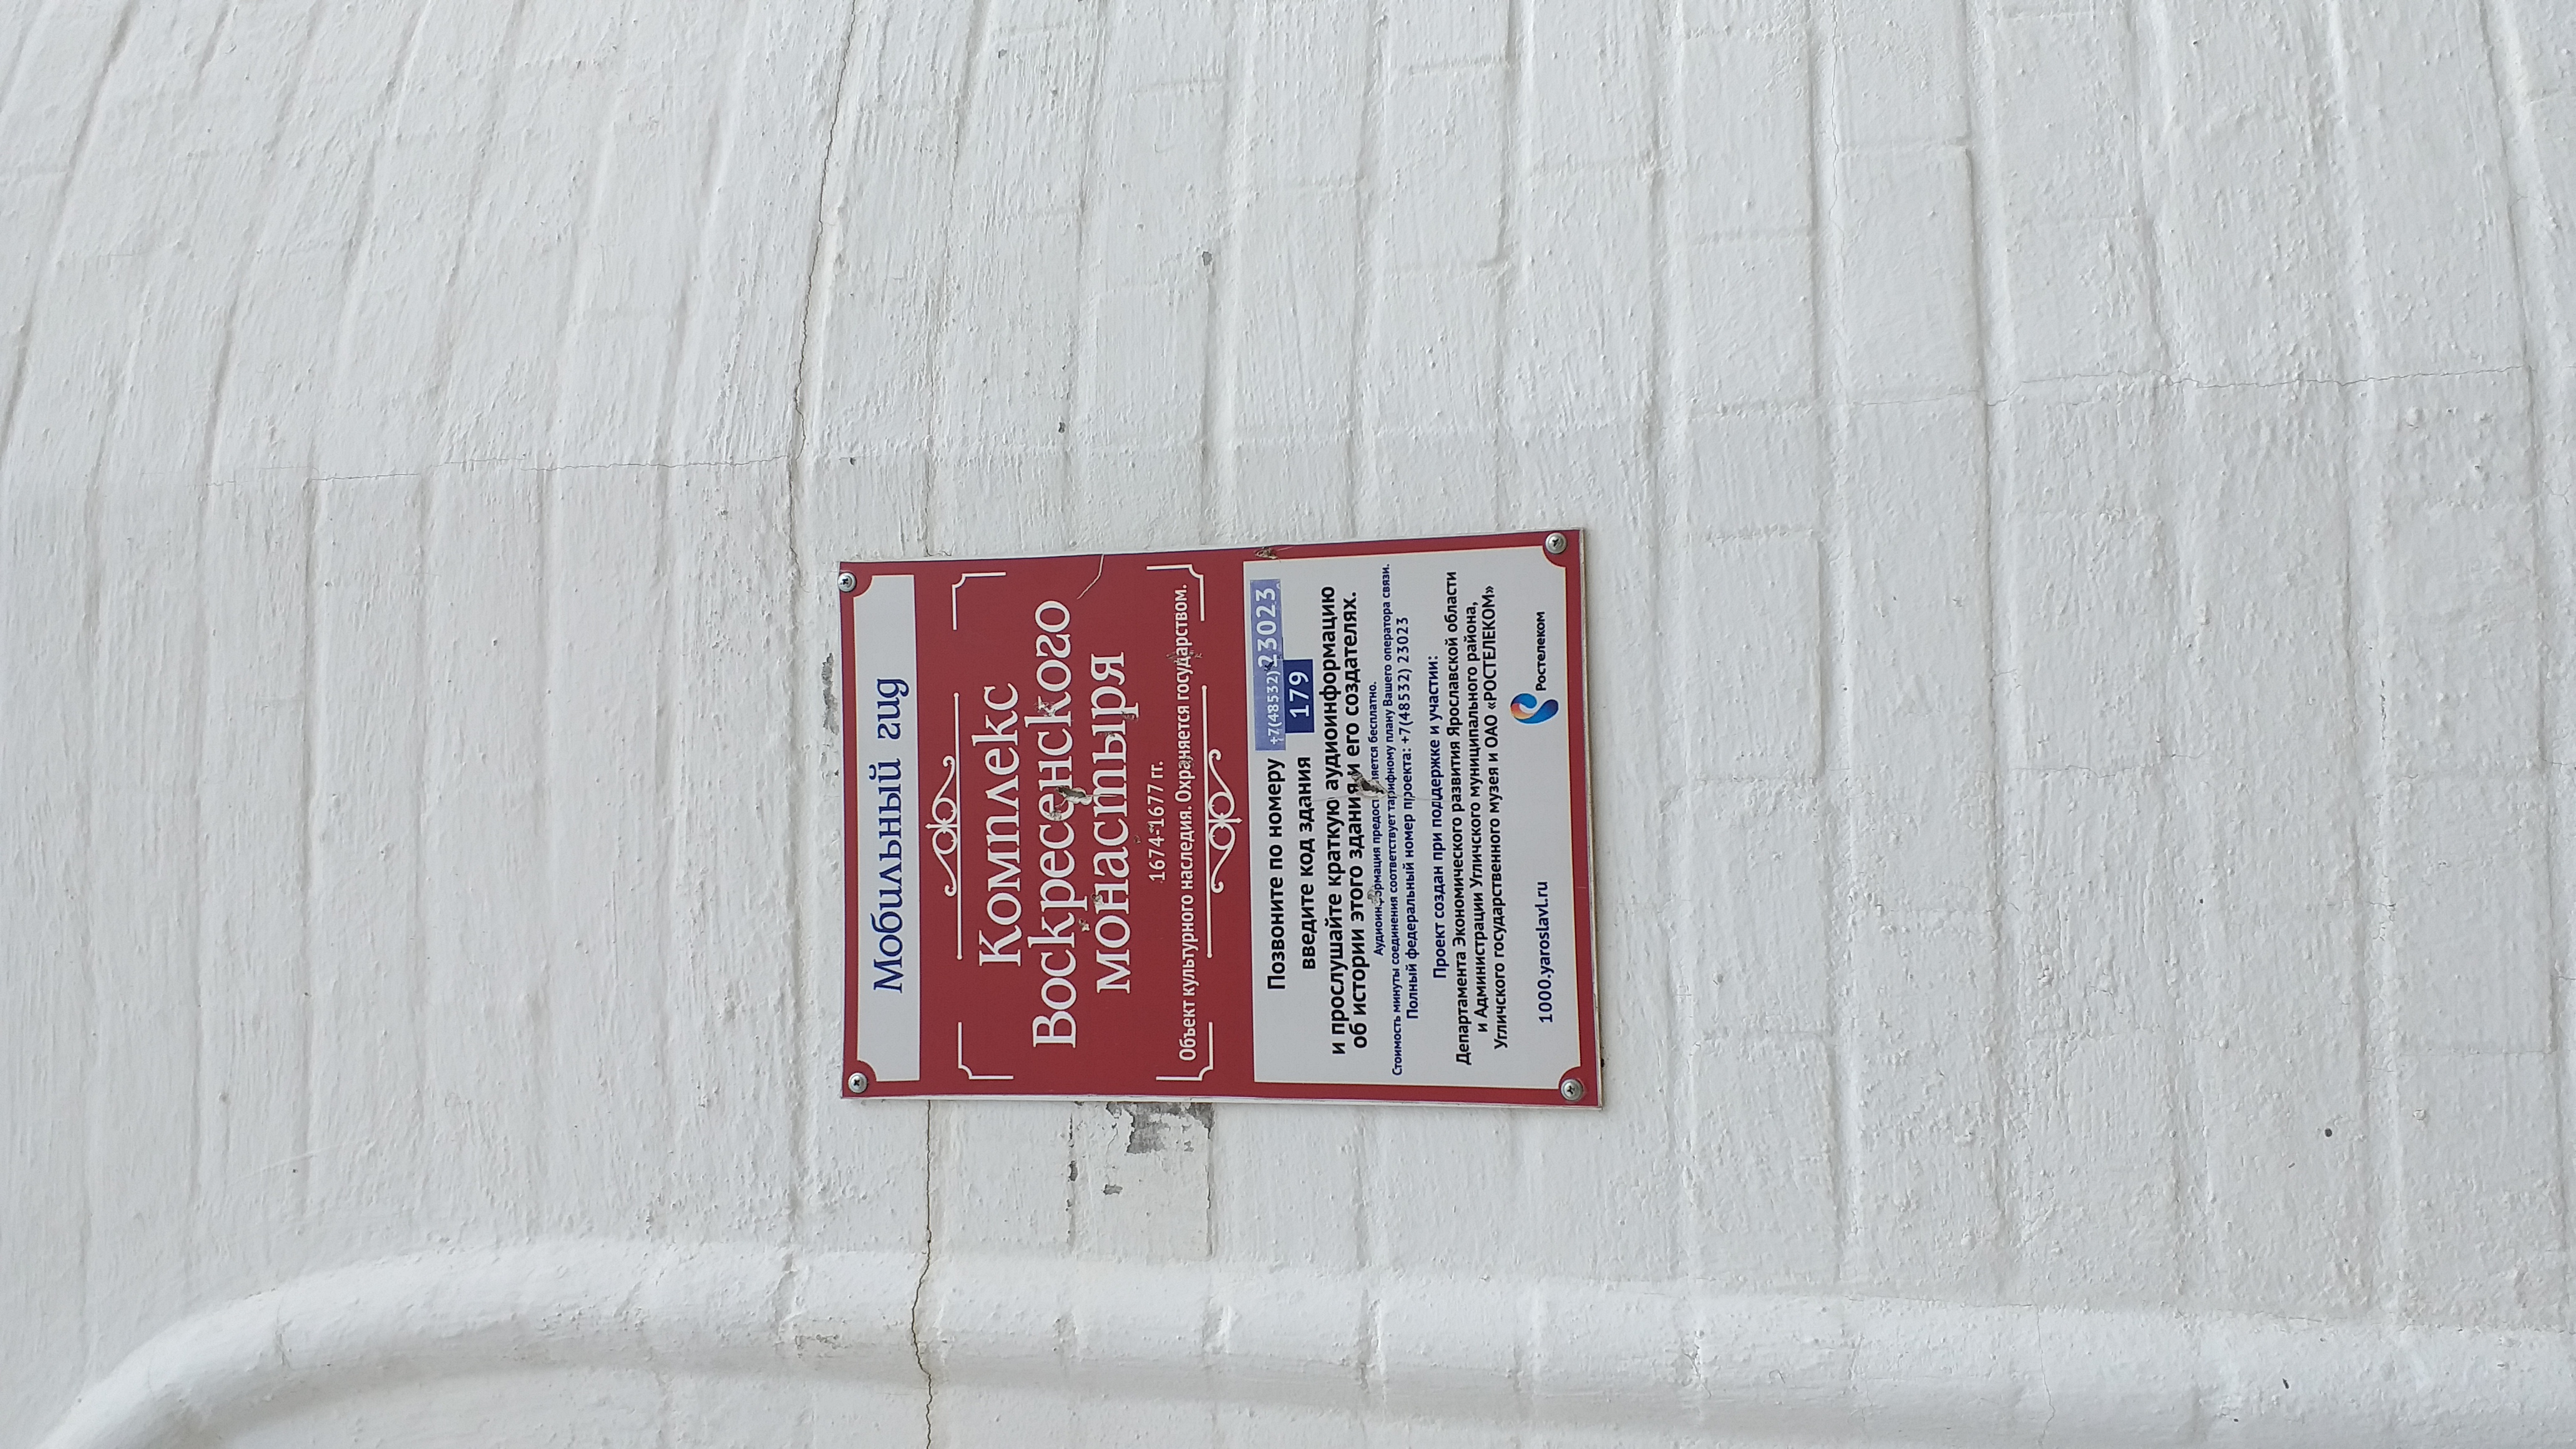 Мобильный гид
Комплекс
Воскресенского
монастыря
1674-1677 гг.
Объект культурного наследия. Охраняется государством.
Позвоните по номеру +7(48532)23023
введите код здания 179
и прослушайте краткую аудиоинформацию
об истории этого здания и его создателях.
Аудиоинформация предоставляется бесплатно.
Стоимость минуты соединения соответствует тарифному плану Вашего оператора связи.
Полный федеральный номер проекта: +7(48532) 23023
Проект создан при поддержке и участии:
Департамента Экономического развития Ярославской области
и Администрации Угличского муниципального района,
Угличского государственного музея и ОАО «РОСТЕЛЕКОМ»
1000.yaroslavl.ru Ростелеком